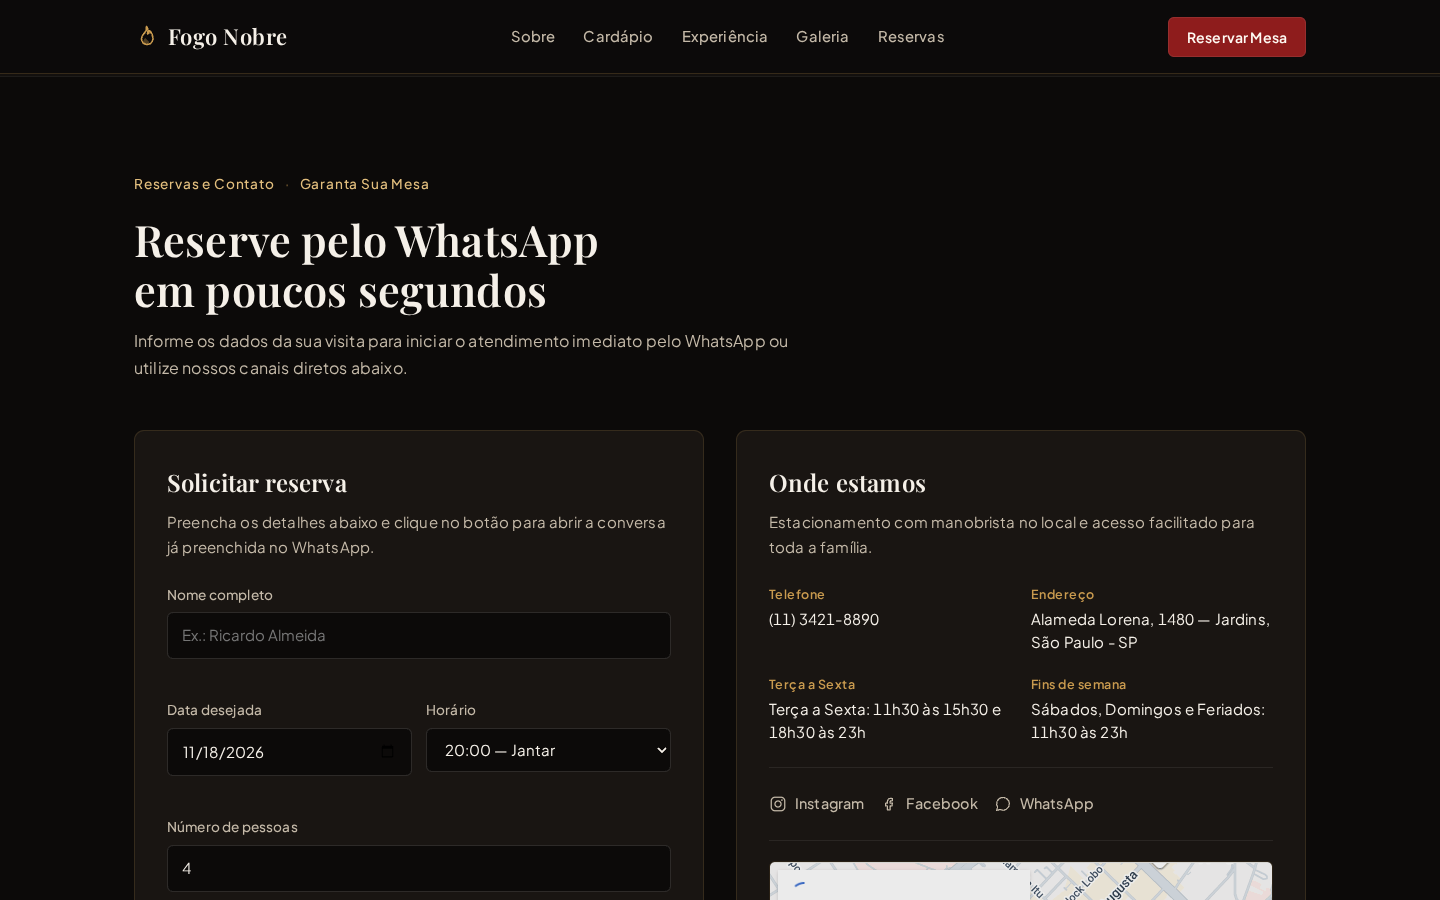 Fogo Nobre
Sobre
Cardápio
Experiência
Galeria
Reservas
Reservar Mesa
Reservas e Contato · Garanta Sua Mesa
Reserve pelo WhatsApp
em poucos segundos
Informe os dados da sua visita para iniciar o atendimento imediato pelo WhatsApp ou
utilize nossos canais diretos abaixo.
Solicitar reserva
Preencha os detalhes abaixo e clique no botão para abrir a conversa
já preenchida no WhatsApp.
Nome completo
Ex.: Ricardo Almeida
Data desejada
11/18/2026
Horário
20:00 — Jantar
Número de pessoas
4
Onde estamos
Estacionamento com manobrista no local e acesso facilitado para
toda a família.
Telefone
(11) 3421-8890
Endereço
Alameda Lorena, 1480 — Jardins,
São Paulo - SP
Terça a Sexta
Terça a Sexta: 11h30 às 15h30 e
18h30 às 23h
Fins de semana
Sábados, Domingos e Feriados:
11h30 às 23h
Instagram
Facebook
WhatsApp
ock Lobo
ugusta